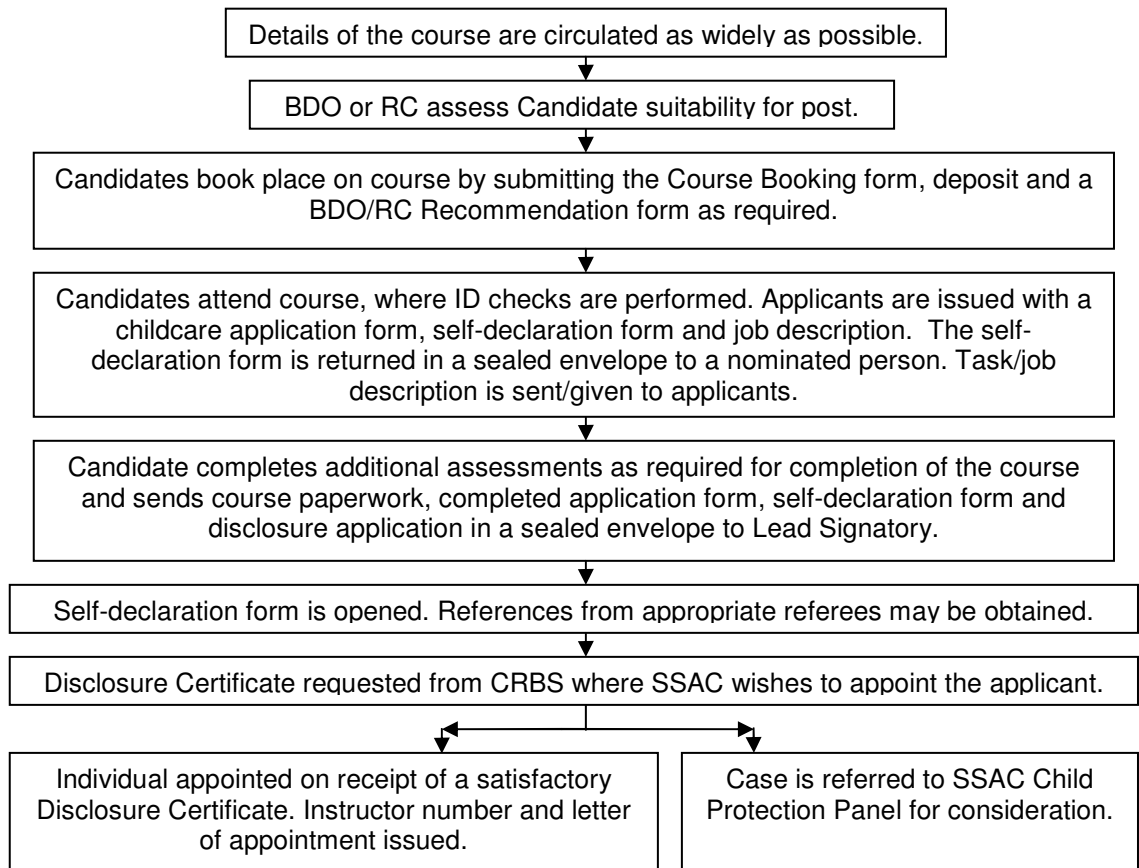 Details of the course are circulated as widely as possible.
BDO or RC assess Candidate suitability for post.
Candidates book place on course by submitting the Course Booking form, deposit and a
BDO/RC Recommendation form as required.
Candidates attend course, where ID checks are performed. Applicants are issued with a
childcare application form, self-declaration form and job description.  The self-
declaration form is returned in a sealed envelope to a nominated person. Task/job
description is sent/given to applicants.
Candidate completes additional assessments as required for completion of the course
and sends course paperwork, completed application form, self-declaration form and
disclosure application in a sealed envelope to Lead Signatory.
Self-declaration form is opened. References from appropriate referees may be obtained.
Disclosure Certificate requested from CRBS where SSAC wishes to appoint the applicant.
Individual appointed on receipt of a satisfactory
Disclosure Certificate. Instructor number and letter
of appointment issued.
Case is referred to SSAC Child
Protection Panel for consideration.